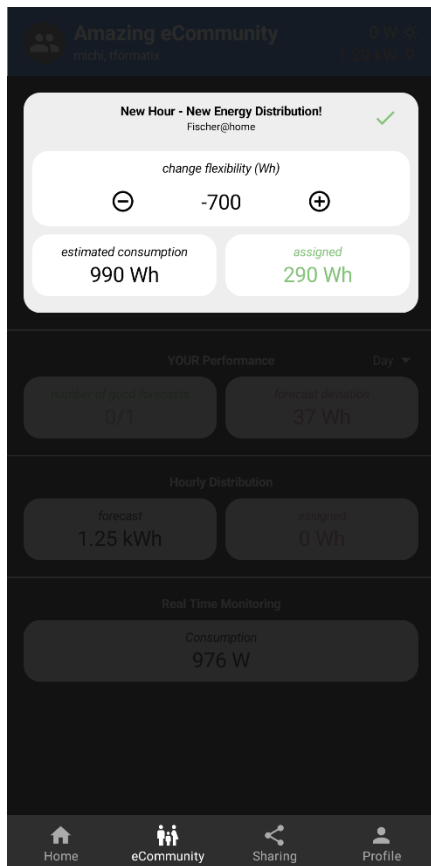 Amazing eCommunity
0 W
michi, tformatix
New Hour - New Energy Distribution!
Fischer@home
change flexibility (Wh)
-700
estimated consumption
assigned
990 Wh
290 Wh
YOUR Performance
Day
number of good forecasts
forecast deviation
0/1
37 Wh
Hourly Distribution
forecast
assigned
1.25 kWh
0 Wh
Real Time Monitoring
Consumption
976 W
Home
eCommunity
Sharing
Profile